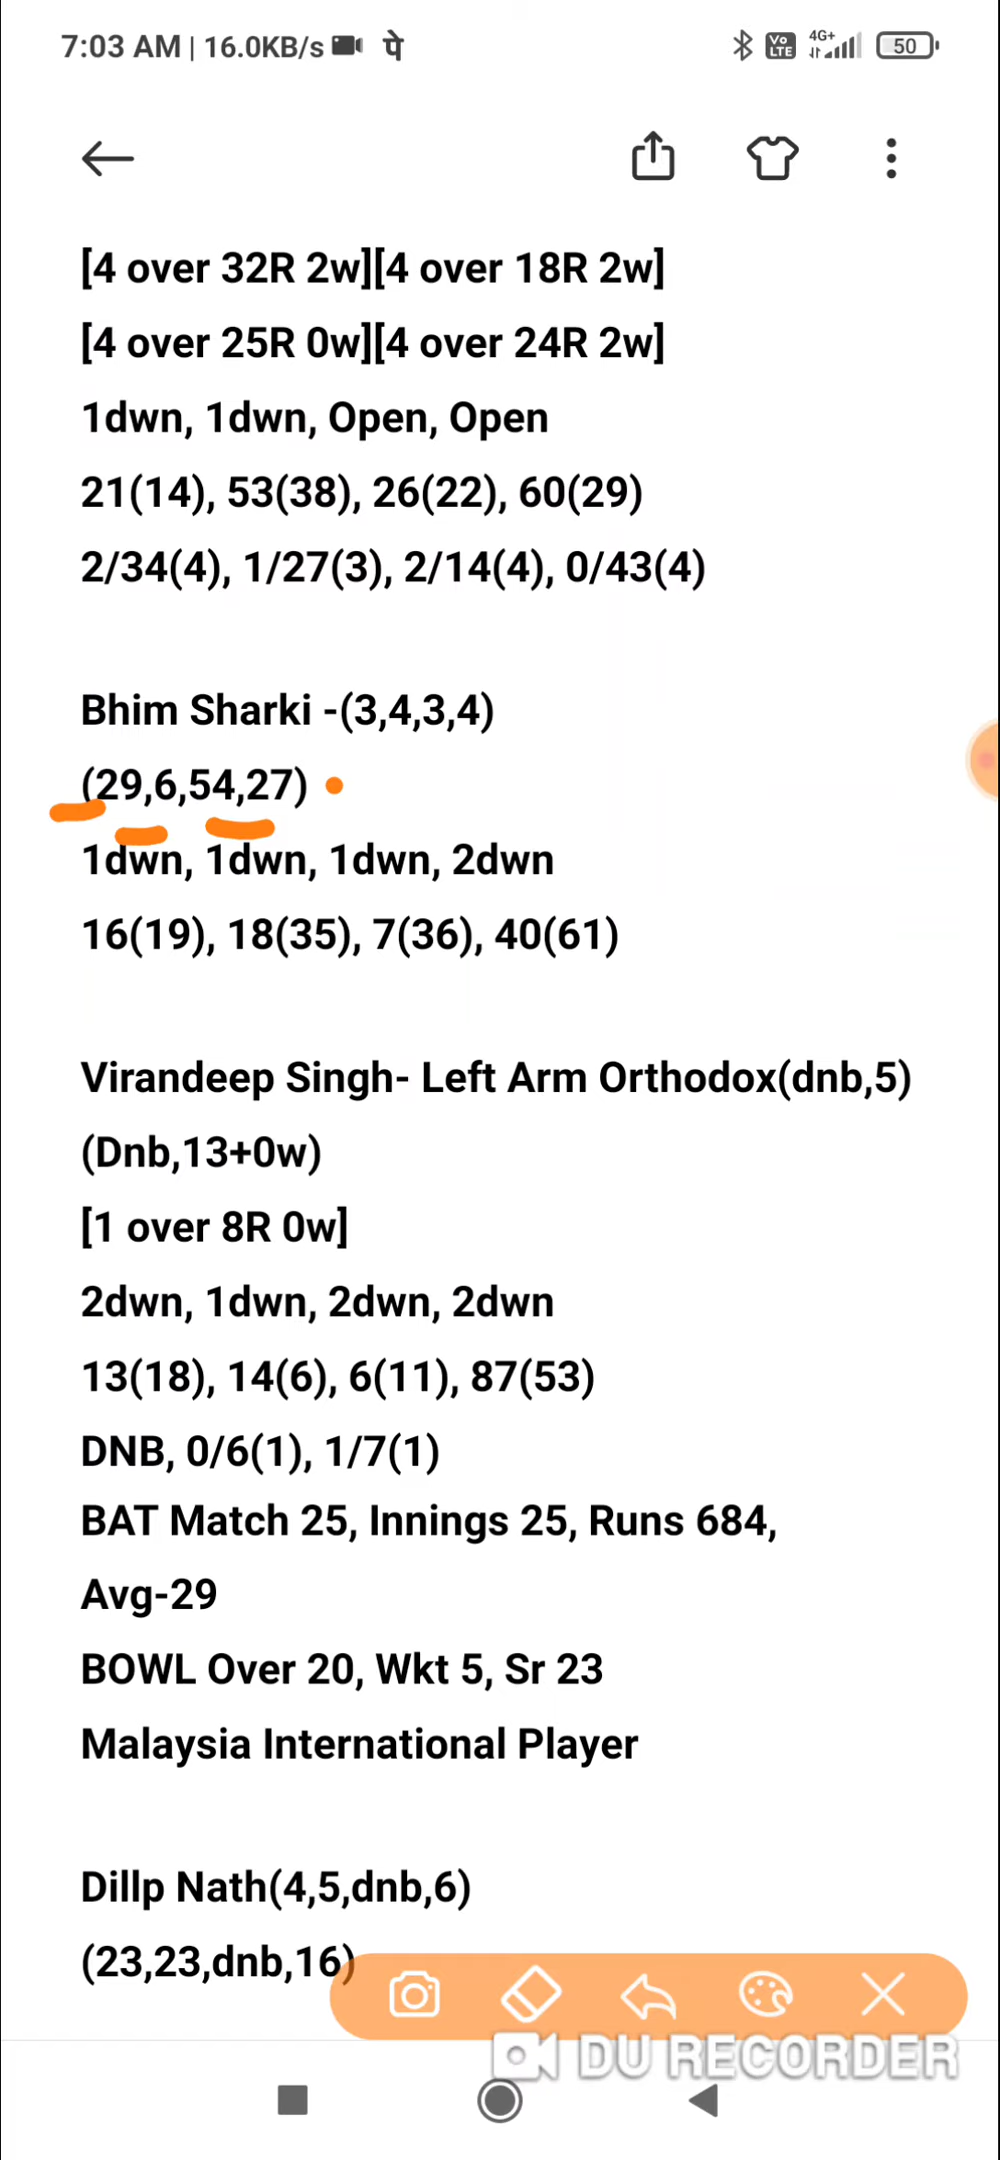 7:03 AM | 16.0KB/s पे Vo LTE 4G+ 50
[4 over 32R 2w][4 over 18R 2w]
[4 over 25R 0w][4 over 24R 2w]
1dwn, 1dwn, Open, Open
21(14), 53(38), 26(22), 60(29)
2/34(4), 1/27(3), 2/14(4), 0/43(4)
Bhim Sharki -(3,4,3,4)
(29,6,54,27)
1dwn, 1dwn, 1dwn, 2dwn
16(19), 18(35), 7(36), 40(61)
Virandeep Singh- Left Arm Orthodox(dnb,5)
(Dnb,13+0w)
[1 over 8R 0w]
2dwn, 1dwn, 2dwn, 2dwn
13(18), 14(6), 6(11), 87(53)
DNB, 0/6(1), 1/7(1)
BAT Match 25, Innings 25, Runs 684,
Avg-29
BOWL Over 20, Wkt 5, Sr 23
Malaysia International Player
Dillp Nath(4,5,dnb,6)
(23,23,dnb,16)
DU RECORDER